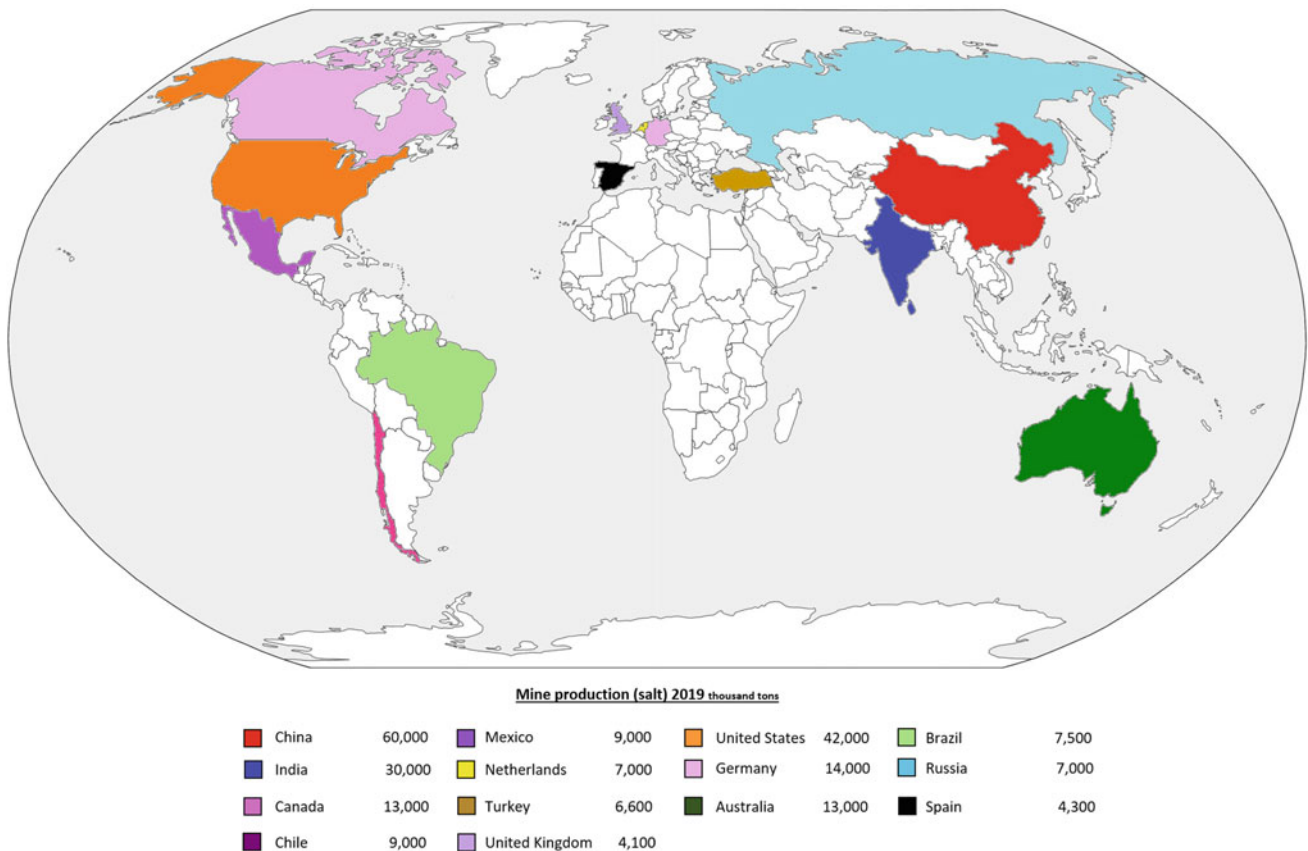 Mine production (salt) 2019 thousand tons
China 60,000 Mexico 9,000 United States 42,000 Brazil 7,500
India 30,000 Netherlands 7,000 Germany 14,000 Russia 7,000
Canada 13,000 Turkey 6,600 Australia 13,000 Spain 4,300
Chile 9,000 United Kingdom 4,100